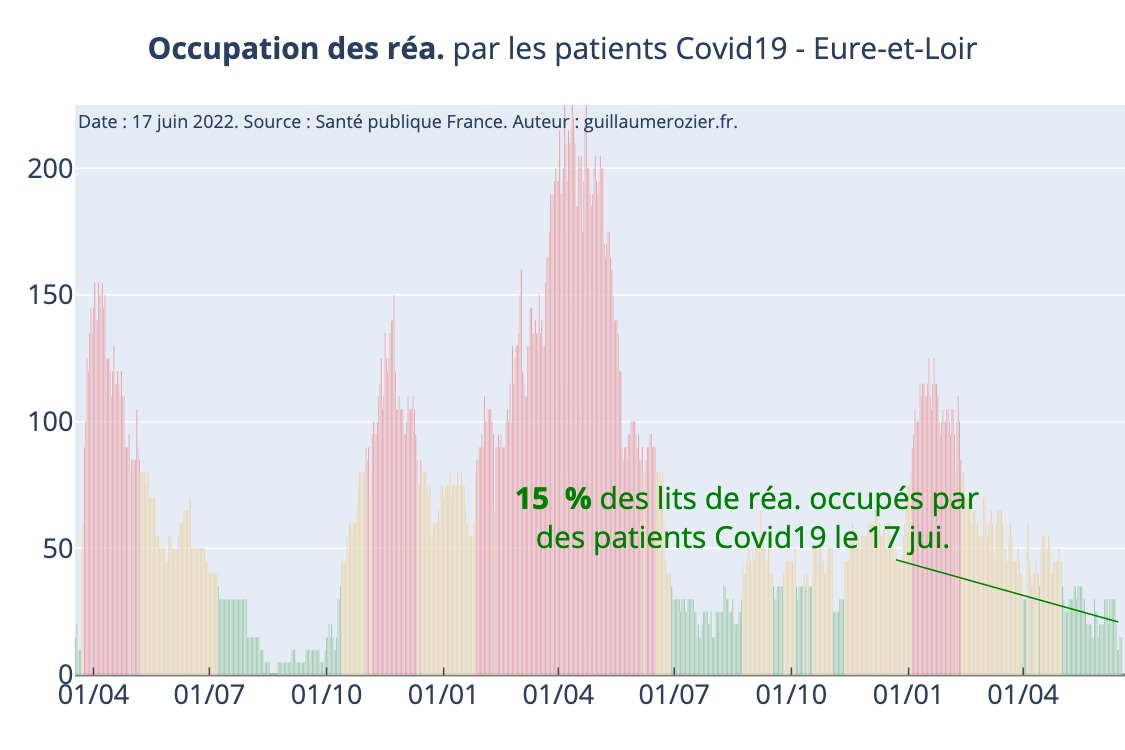 Occupation des réa. par les patients Covid19 - Eure-et-Loir
Date : 17 juin 2022. Source : Santé publique France. Auteur : guillaumerozier.fr.
200
150
100
50
0
15 % des lits de réa. occupés par
des patients Covid19 le 17 jui.
01/04 01/07 01/10 01/01 01/04 01/07 01/10 01/01 01/04